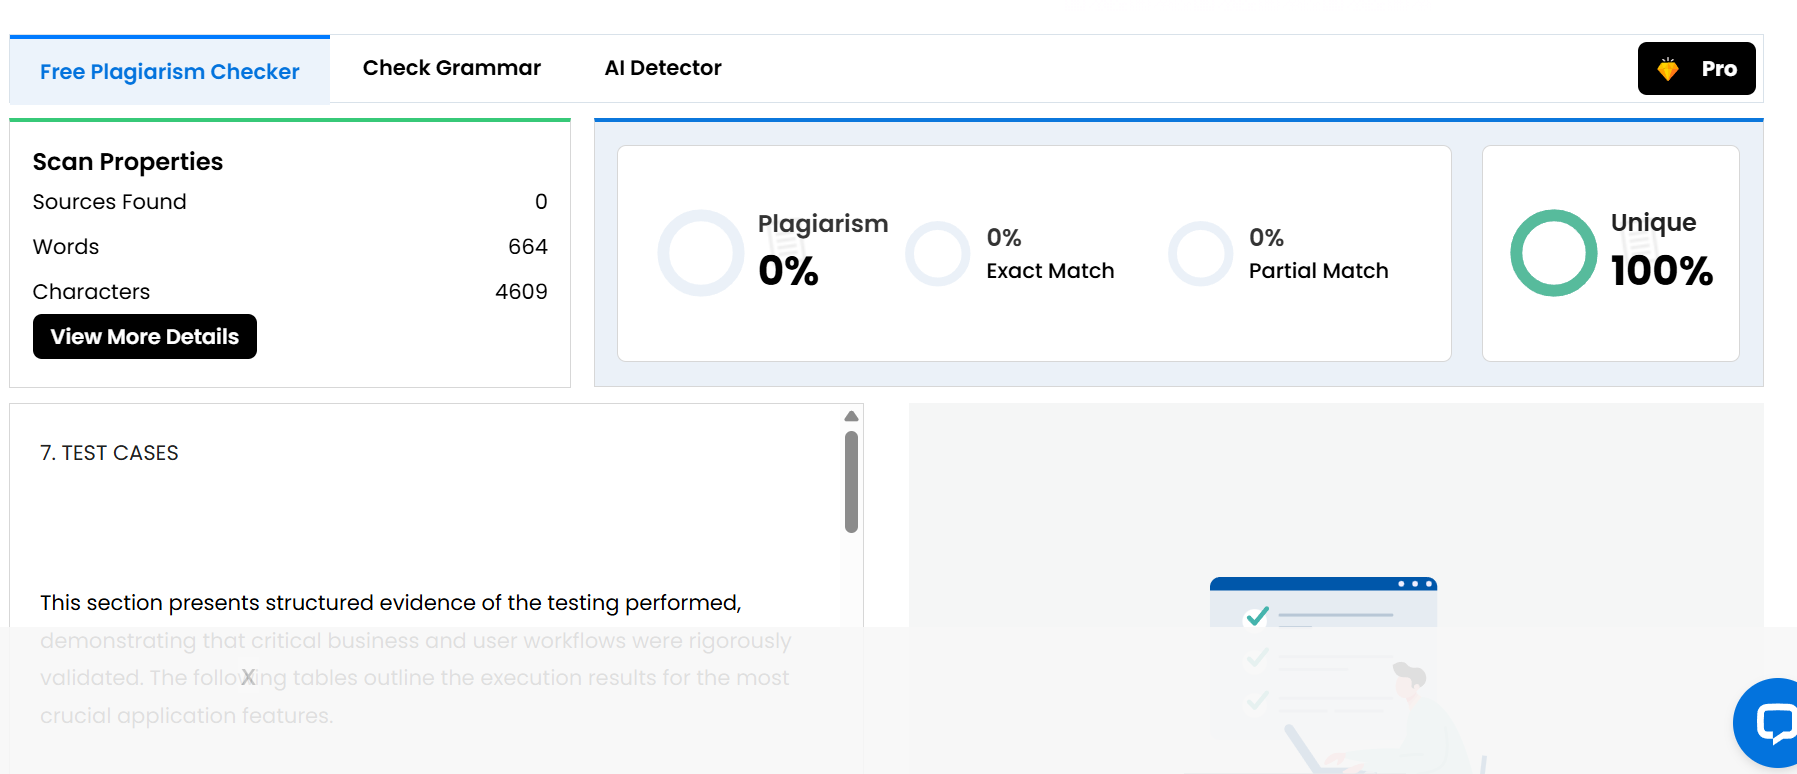 Free Plagiarism Checker
Check Grammar
AI Detector
Pro
Scan Properties
Sources Found 0
Words 664
Characters 4609
View More Details
Plagiarism
0%
0%
Exact Match
0%
Partial Match
Unique
100%
7. TEST CASES
This section presents structured evidence of the testing performed,
demonstrating that critical business and user workflows were rigorously
validated. The following tables outline the execution results for the most
crucial application features.
X